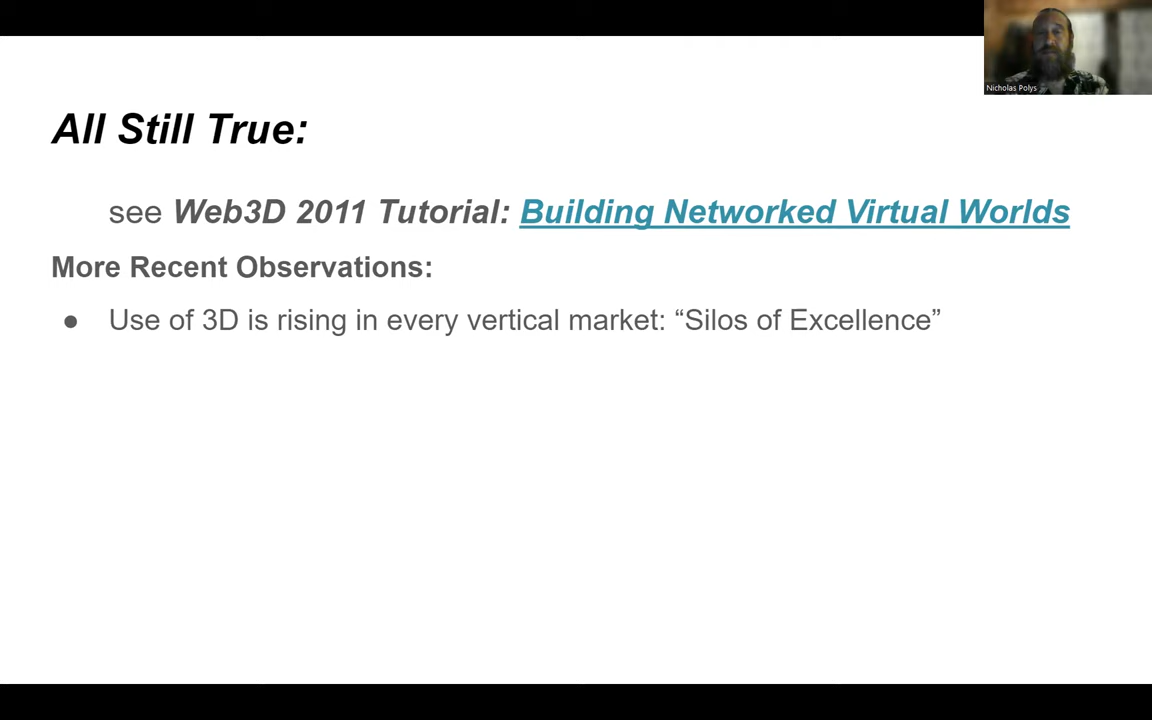 Nicholas Polys
All Still True:
see Web3D 2011 Tutorial: Building Networked Virtual Worlds
More Recent Observations:
● Use of 3D is rising in every vertical market: “Silos of Excellence”